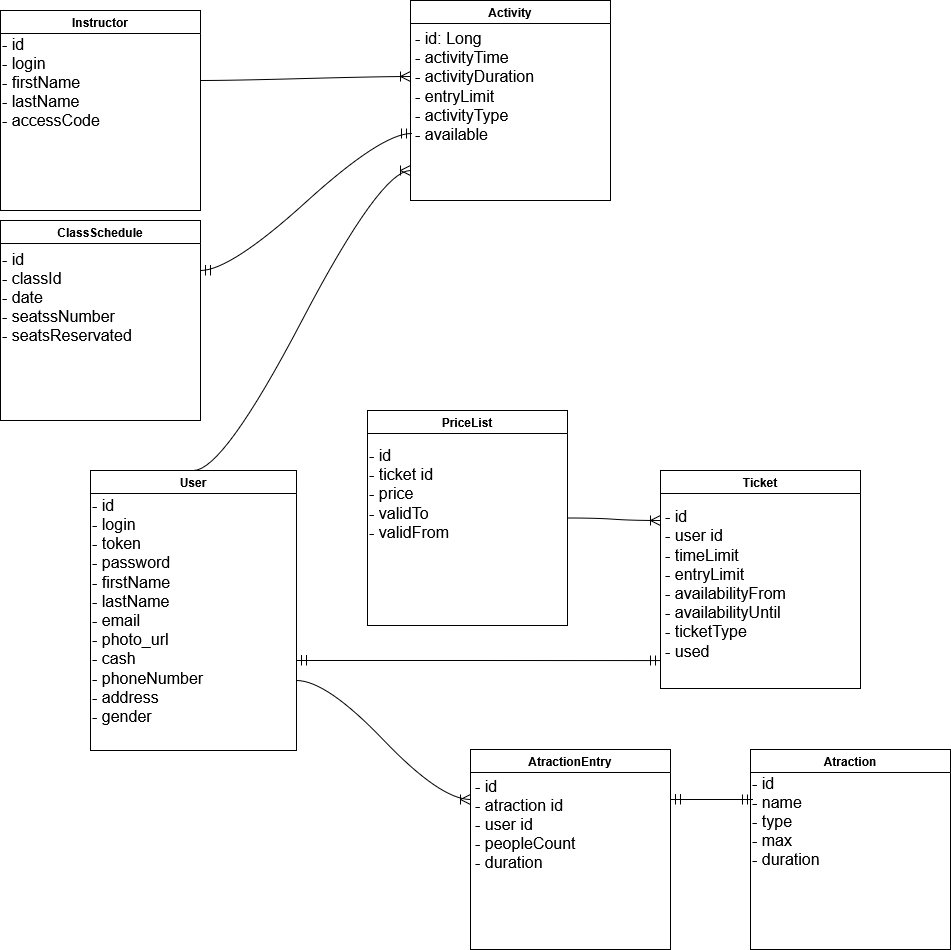 Instructor
- id
- login
- firstName
- lastName
- accessCode
Activity
- id: Long
- activityTime
- activityDuration
- entryLimit
- activityType
- available
ClassSchedule
- id
- classId
- date
- seatssNumber
- seatsReservated
PriceList
- id
- ticket id
- price
- validTo
- validFrom
User
- id
- login
- token
- password
- firstName
- lastName
- email
- photo_url
- cash
- phoneNumber
- address
- gender
Ticket
- id
- user id
- timeLimit
- entryLimit
- availabilityFrom
- availabilityUntil
- ticketType
- used
AtractionEntry
- id
- atraction id
- user id
- peopleCount
- duration
Atraction
- id
- name
- type
- max
- duration